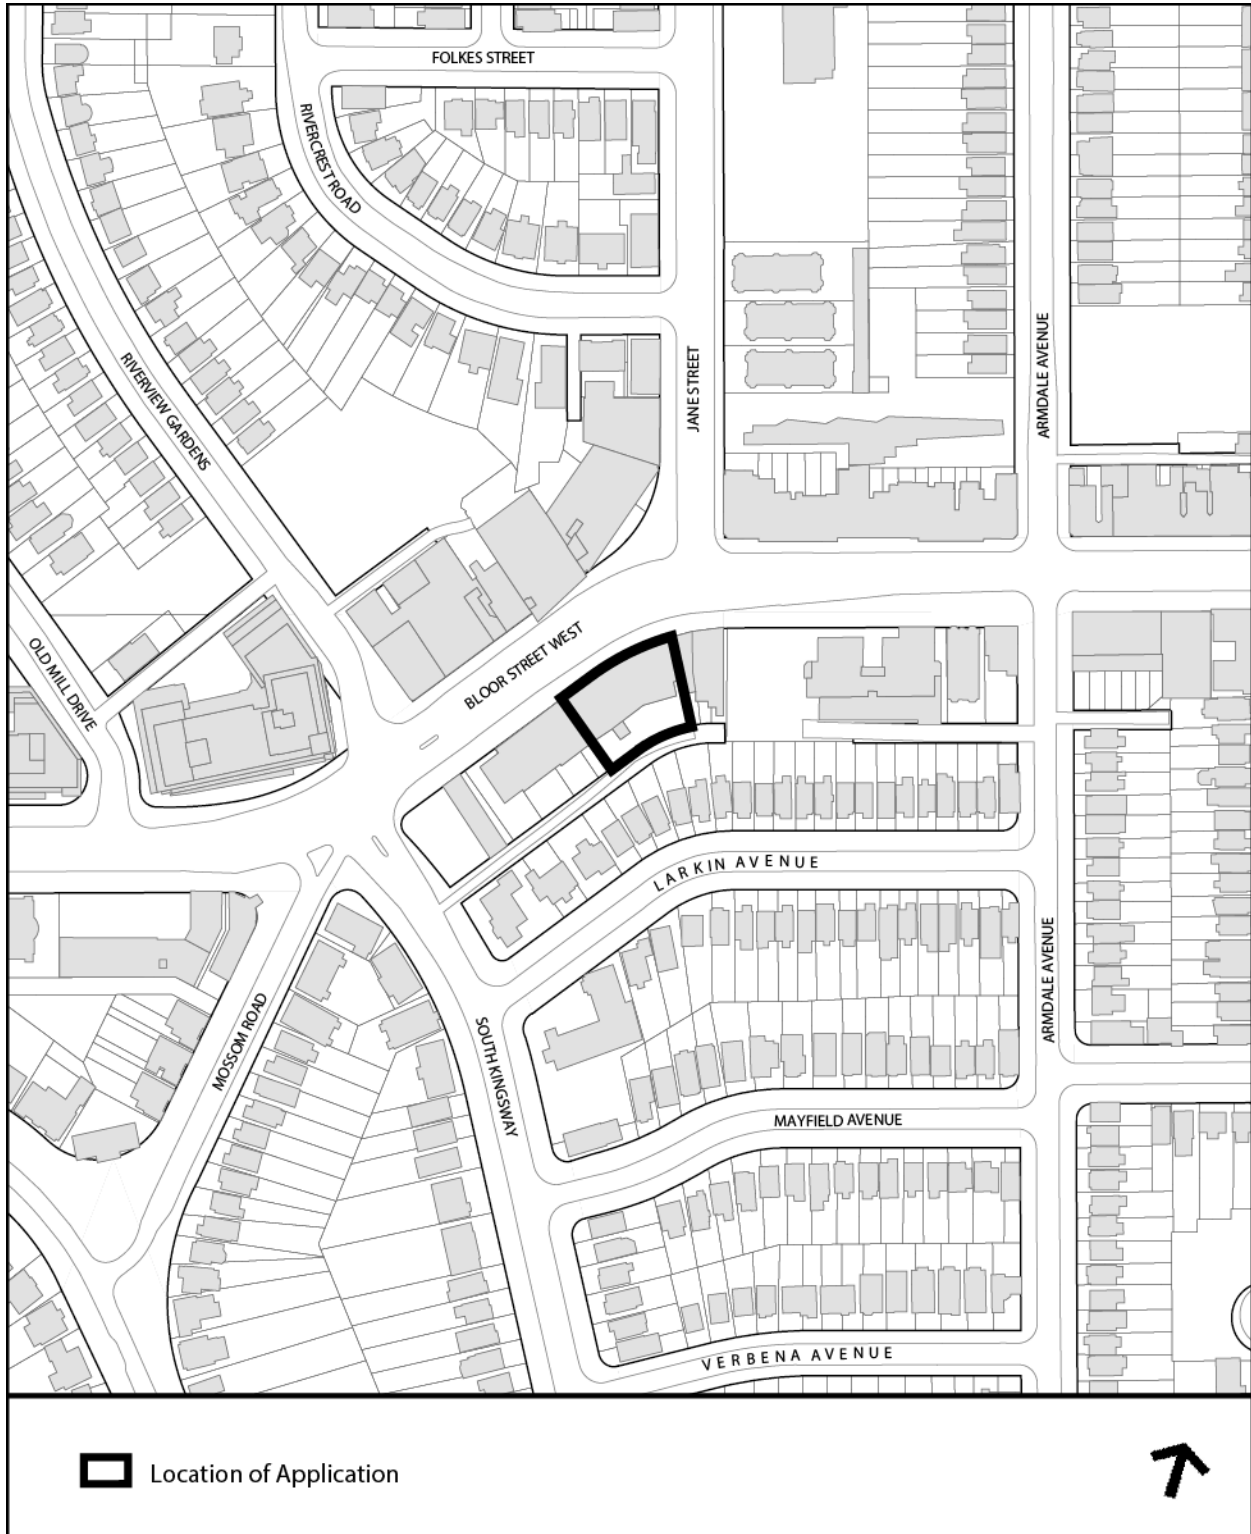 FOLKES STREET
RIVERCREST ROAD
RIVERVIEW GARDENS
JANE STREET
ARMDALE AVENUE
OLD MILL DRIVE
BLOOR STREET WEST
LARKIN AVENUE
MOSSOM ROAD
SOUTH KINGSWAY
ARMDALE AVENUE
MAYFIELD AVENUE
VERBENA AVENUE
Location of Application